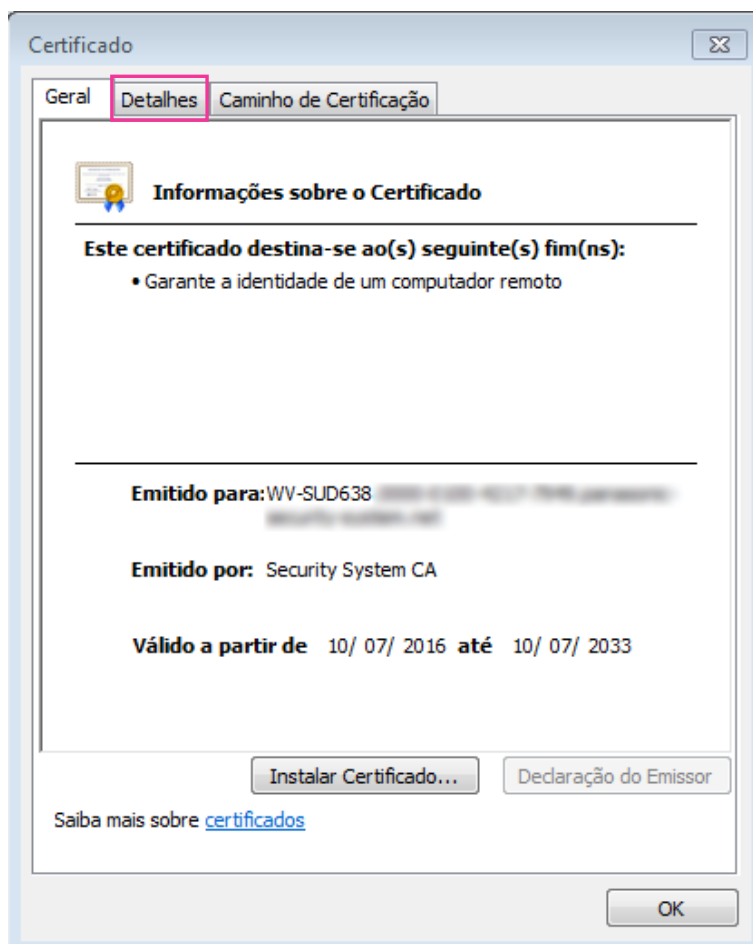 Certificado
Geral Detalhes Caminho de Certificação
Informações sobre o Certificado
Este certificado destina-se ao(s) seguinte(s) fim(ns):
• Garante a identidade de um computador remoto
Emitido para: WV-SUD638
Emitido por: Security System CA
Válido a partir de 10/ 07/ 2016 até 10/ 07/ 2033
Instalar Certificado... Declaração do Emissor
Saiba mais sobre certificados
OK